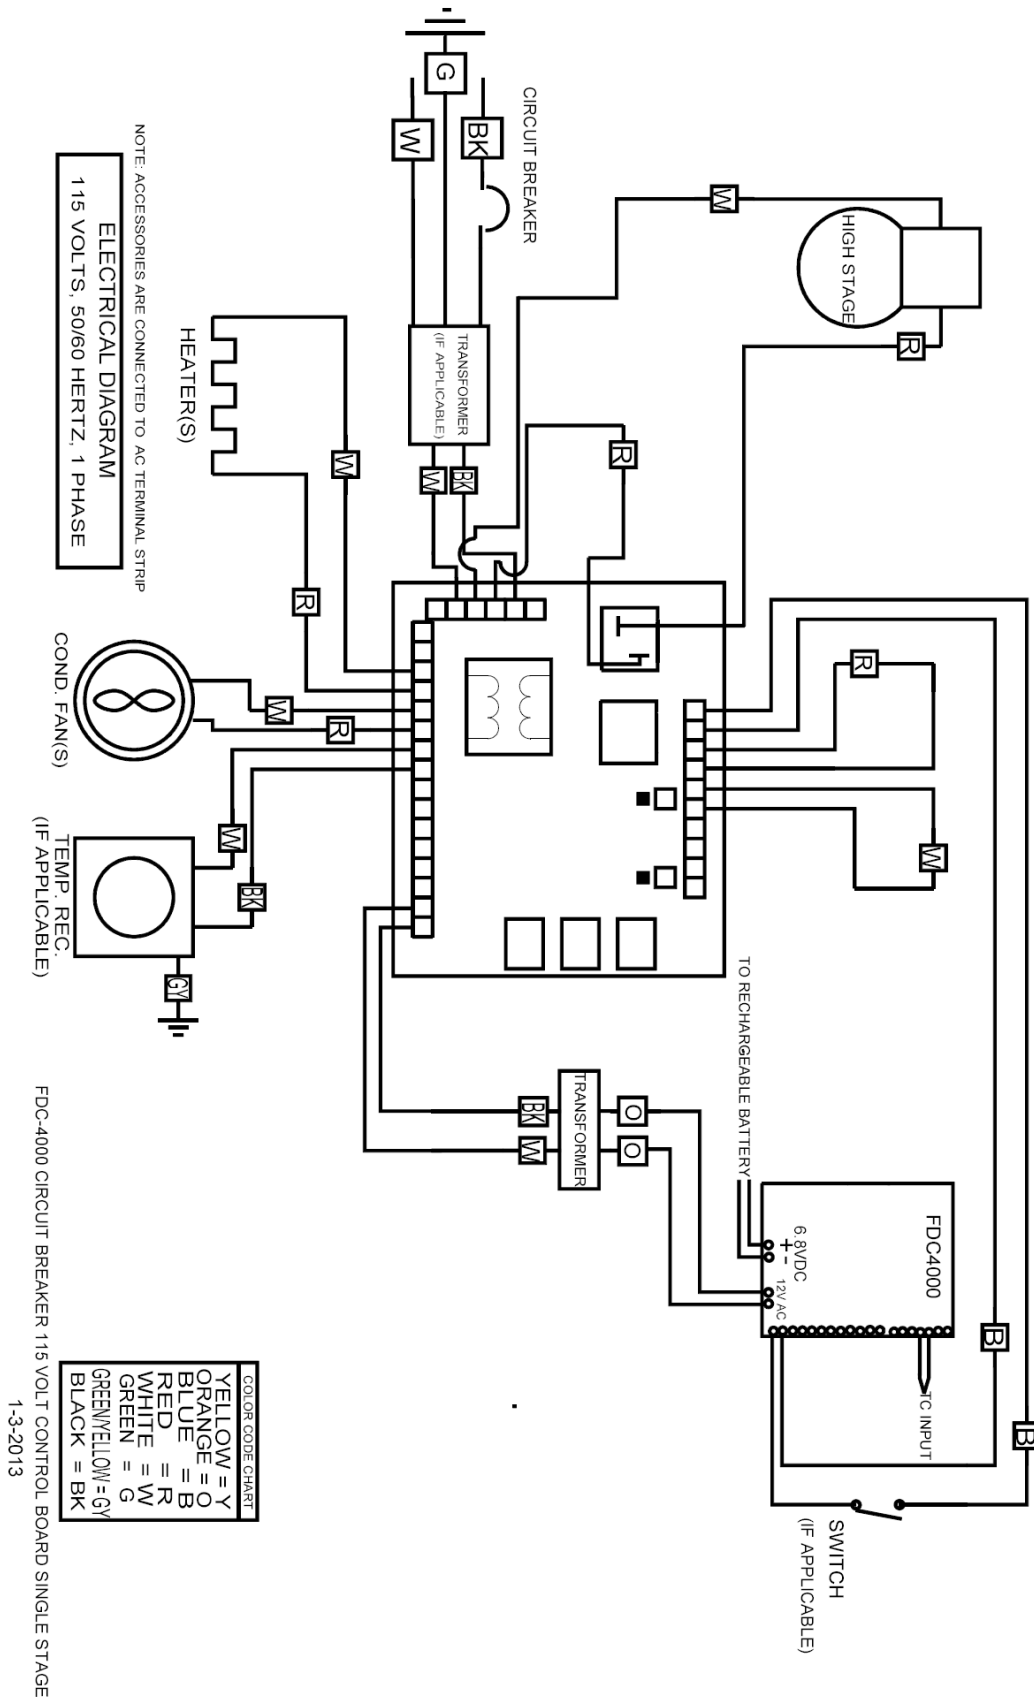 G
W
BK
CIRCUIT BREAKER
TRANSFORMER
(IF APPLICABLE)
W
BK
W
HIGH STAGE
R
R
NOTE: ACCESSORIES ARE CONNECTED TO AC TERMINAL STRIP
ELECTRICAL DIAGRAM
115 VOLTS, 50/60 HERTZ, 1 PHASE
HEATER(S)
W
R
COND. FAN(S)
W
R
TEMP. REC.
(IF APPLICABLE)
W
BK
GY
R
W
TO RECHARGEABLE BATTERY
TRANSFORMER
BK
W
O
O
FDC4000
6.8VDC
+ -
12V AC
TC INPUT
B
B
SWITCH
(IF APPLICABLE)
COLOR CODE CHART
YELLOW = Y
ORANGE = O
BLUE = B
RED = R
WHITE = W
GREEN = G
GREEN/YELLOW = GY
BLACK = BK
FDC-4000 CIRCUIT BREAKER 115 VOLT CONTROL BOARD SINGLE STAGE
1-3-2013